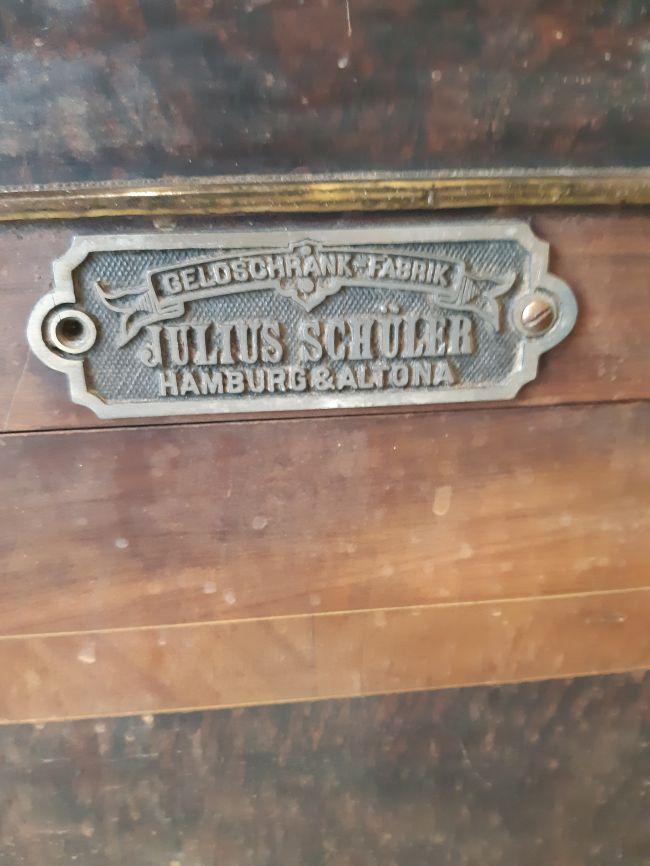 GELDSCHRANK-FABRIK
JULIUS SCHÜLER
HAMBURG & ALTONA